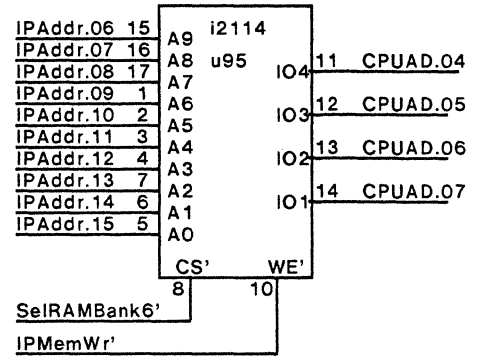 IPAddr.06 15 A9 i2114
IPAddr.07 16 A8 u95
IPAddr.08 17 A7 IO4 11 CPUAD.04
IPAddr.09 1 A6
IPAddr.10 2 A5 IO3 12 CPUAD.05
IPAddr.11 3 A4
IPAddr.12 4 A3 IO2 13 CPUAD.06
IPAddr.13 7 A2
IPAddr.14 6 A1 IO1 14 CPUAD.07
IPAddr.15 5 A0
CS' WE'
8 10
SelRAMBank6'
IPMemWr'